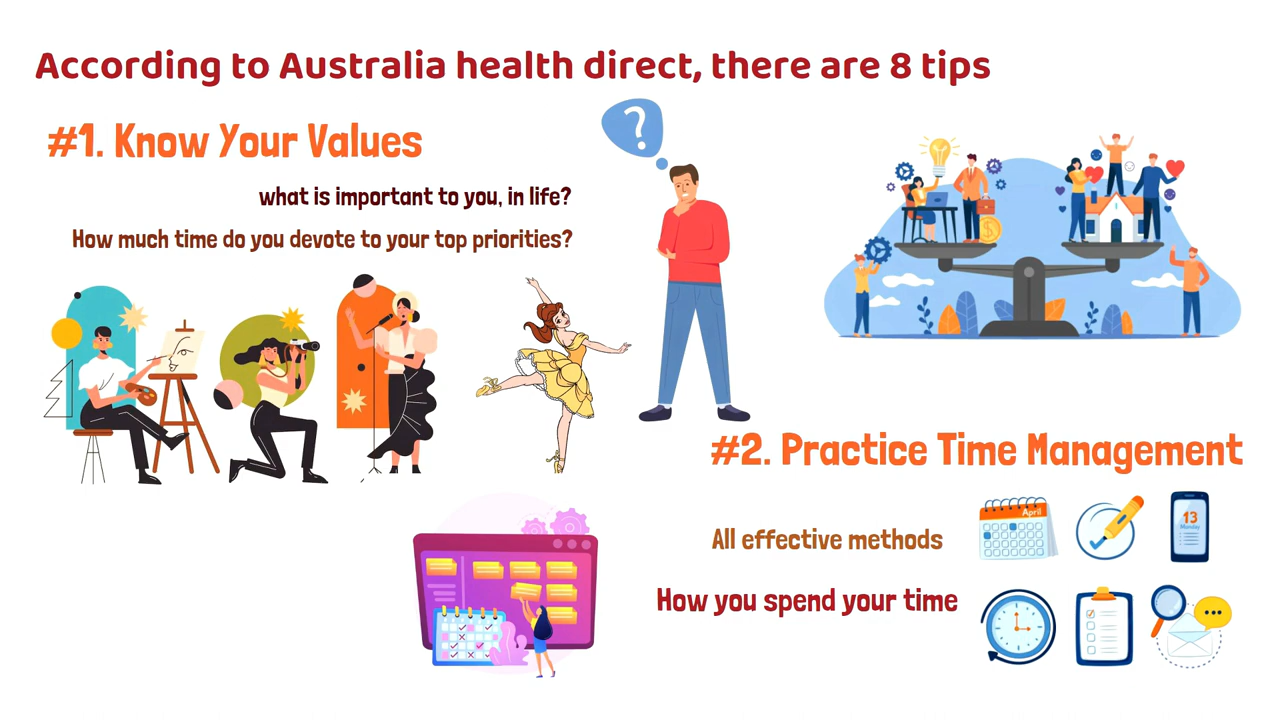 According to Australia health direct, there are 8 tips
#1. Know Your Values
what is important to you, in life?
How much time do you devote to your top priorities?
?
#2. Practice Time Management
All effective methods
April
13
Monday
How you spend your time